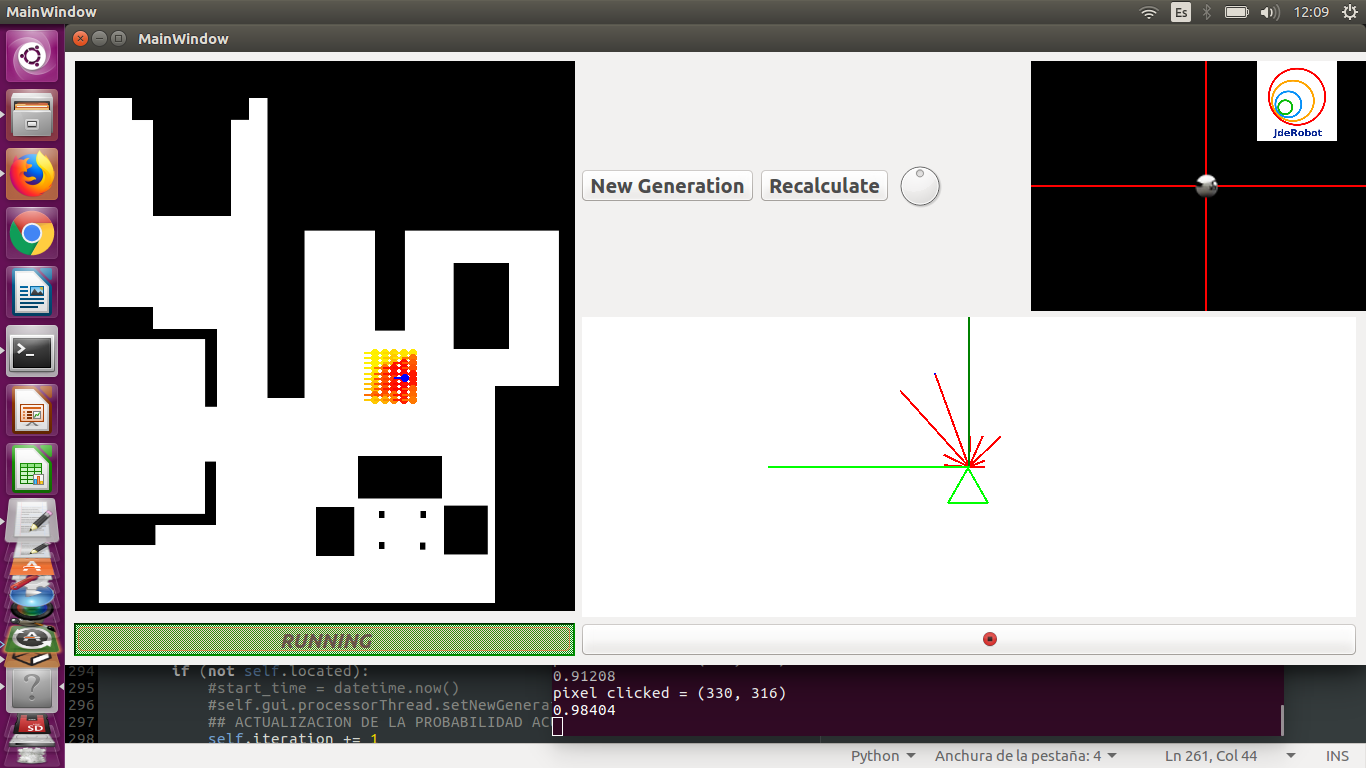 MainWindow
Es
12:09
MainWindow
JdeRobot
New Generation
Recalculate
RUNNING
294 if (not self.located):
295 #start_time = datetime.now()
296 #self.gui.processorThread.setNewGenera
297 ## ACTUALIZACION DE LA PROBABILIDAD AC
298 self.iteration += 1
0.91208
pixel clicked = (330, 316)
0.98404
Python
Anchura de la pestaña: 4
Ln 261, Col 44
INS
SD